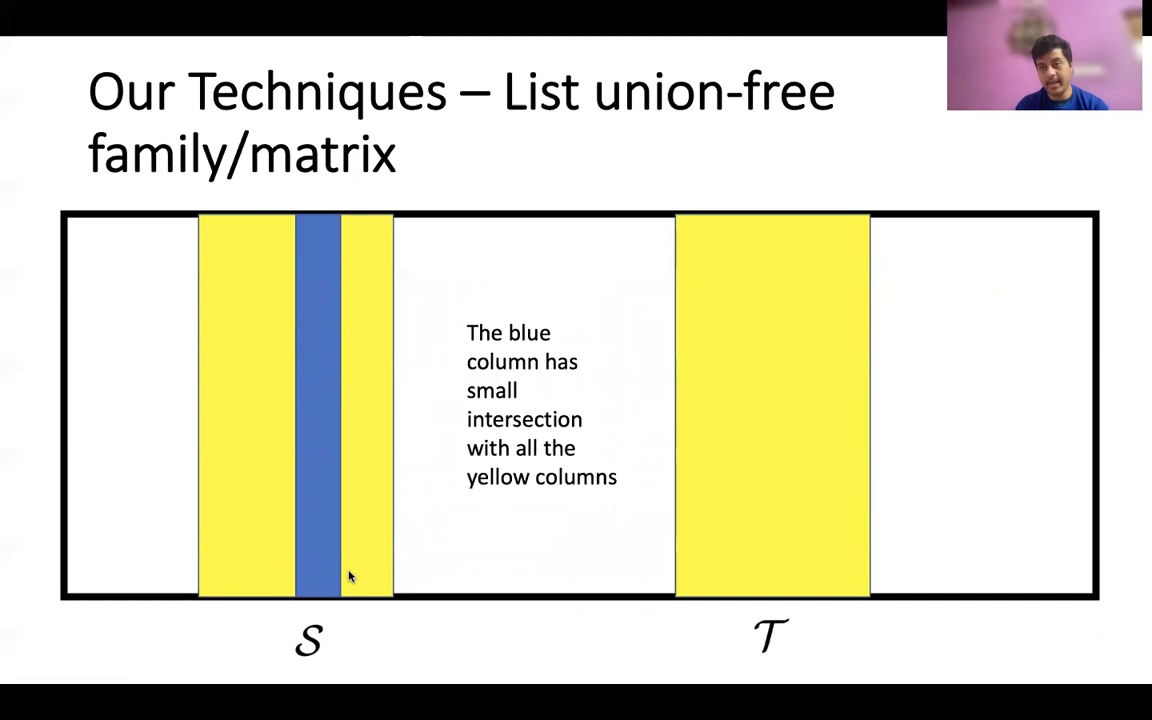 Our Techniques – List union-free
family/matrix
The blue
column has
small
intersection
with all the
yellow columns
𝒮
𝒯